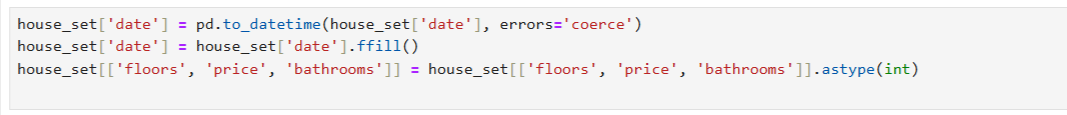 house_set['date'] = pd.to_datetime(house_set['date'], errors='coerce')
house_set['date'] = house_set['date'].ffill()
house_set[['floors', 'price', 'bathrooms']] = house_set[['floors', 'price', 'bathrooms']].astype(int)